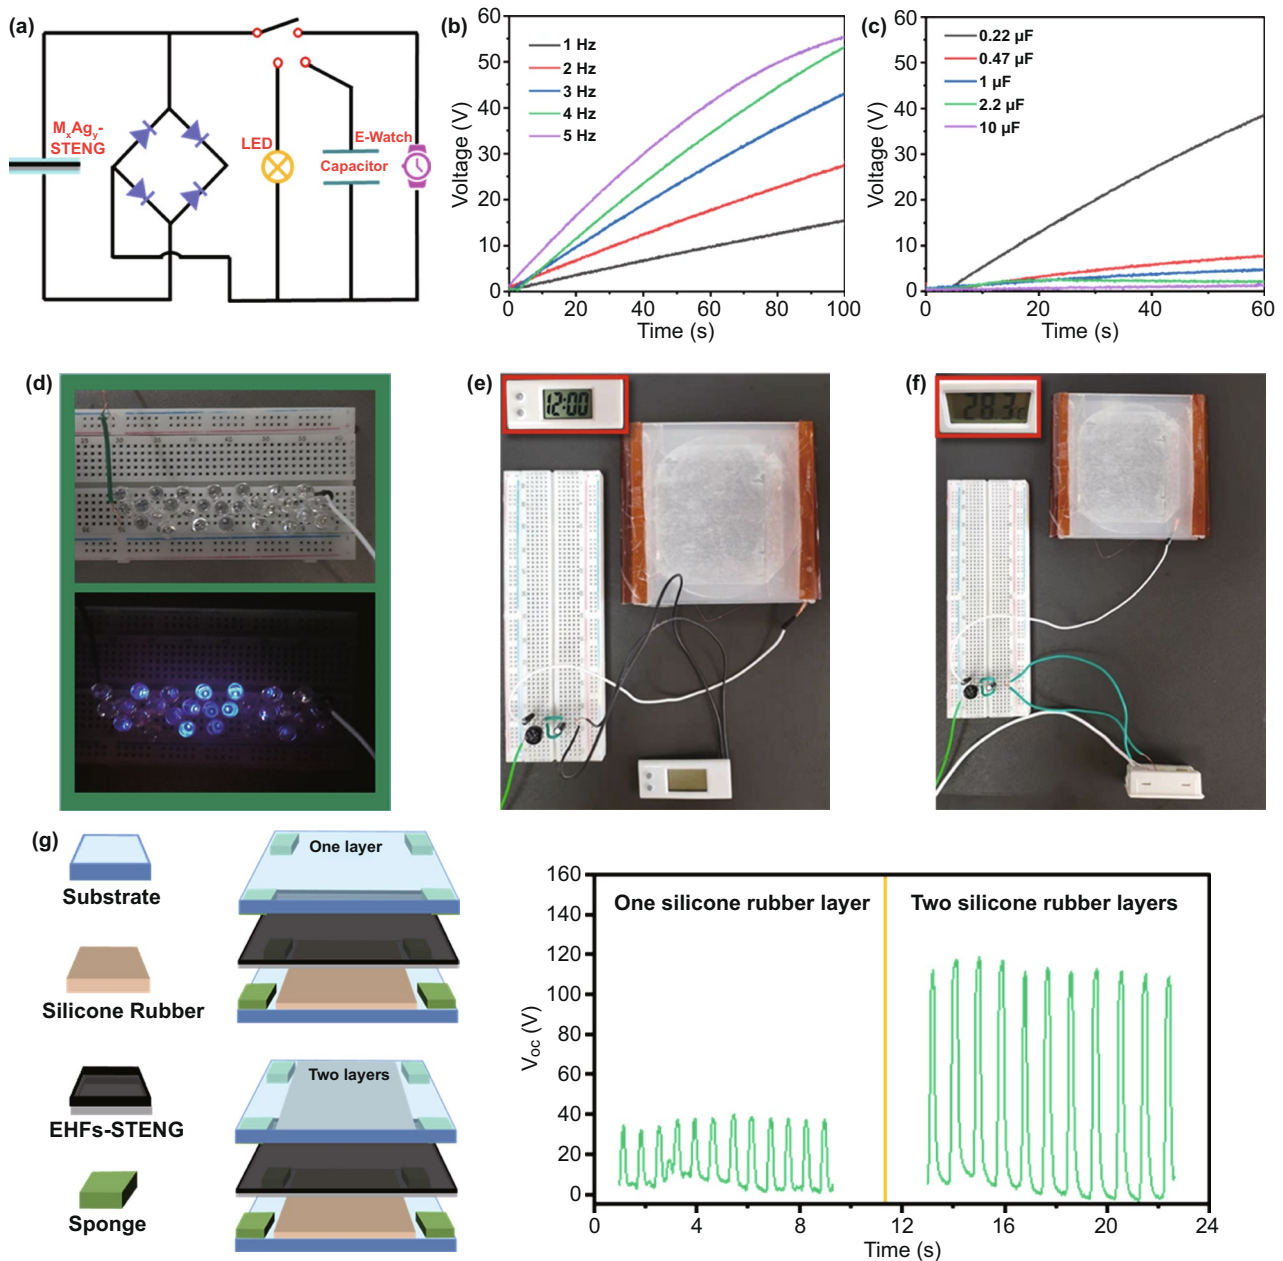 (a)
MxAgy-
STENG
LED
E-Watch
Capacitor
(b)
Voltage (V)
60
50
40
30
20
10
0
1 Hz
2 Hz
3 Hz
4 Hz
5 Hz
0 20 40 60 80 100
Time (s)
(c)
Voltage (V)
60
50
40
30
20
10
0
0.22 µF
0.47 µF
1 µF
2.2 µF
10 µF
0 20 40 60
Time (s)
(d)
(e)
12:00
(f)
28.3c
(g)
Substrate
Silicone Rubber
EHFs-STENG
Sponge
One layer
Two layers
Voc (V)
160
140
120
100
80
60
40
20
0
One silicone rubber layer
Two silicone rubber layers
0 4 8 12 16 20 24
Time (s)